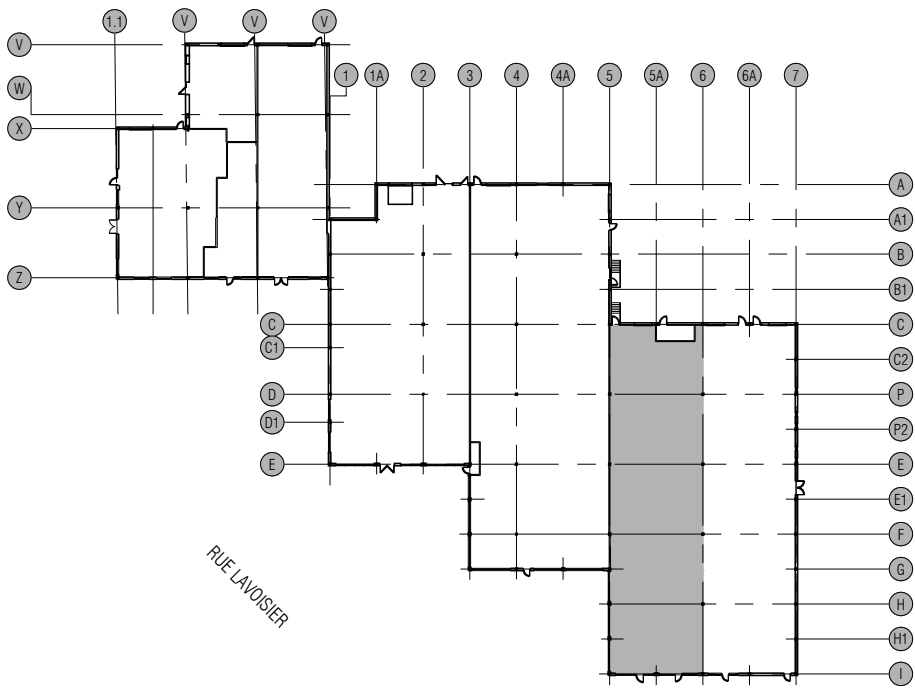 1.1
V
V
V
V
W
X
Y
Z
1
1A
2
3
4
4A
5
5A
6
6A
7
A
A1
B
B1
C
C2
P
P2
E
E1
F
G
H
H1
I
C
C1
D
D1
E
RUE LAVOISIER